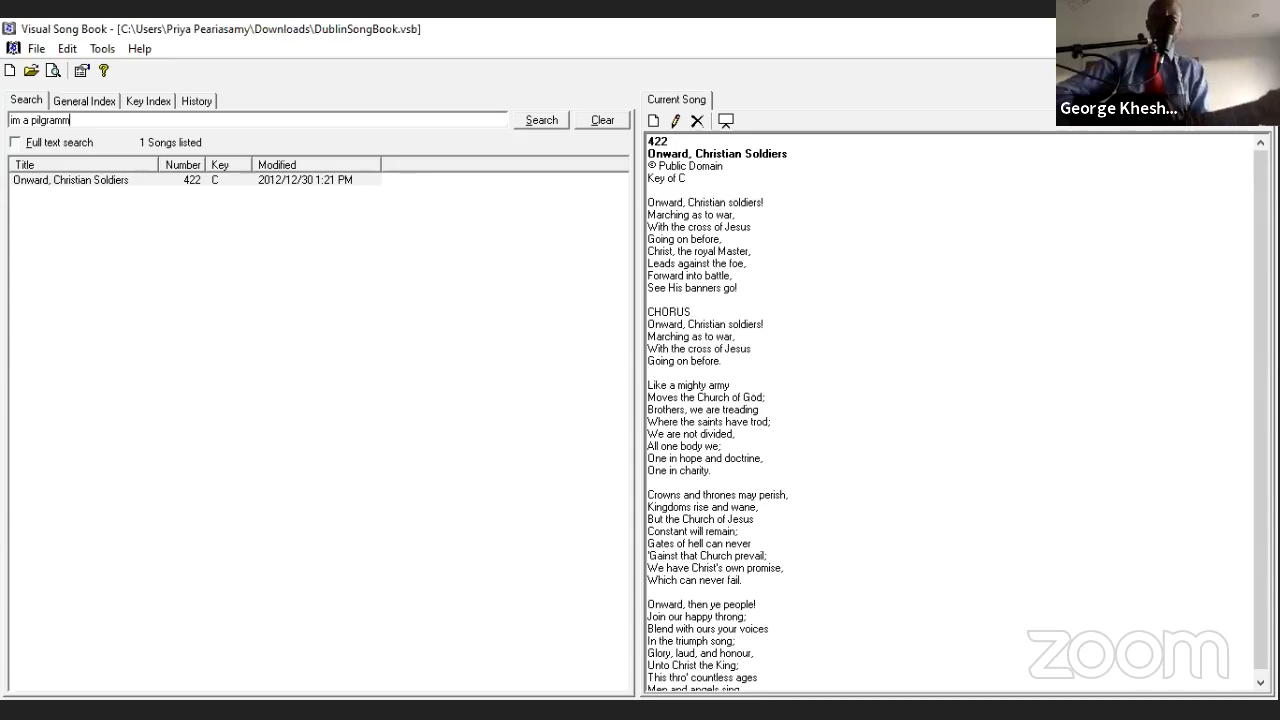 Visual Song Book - [C:\Users\Priya Peariasamy\Downloads\DublinSongBook.vsb]
File Edit Tools Help
Search General Index Key Index History
im a pilgramm Search Clear
Full text search 1 Songs listed
Title Number Key Modified
Onward, Christian Soldiers 422 C 2012/12/30 1:21 PM
Current Song
422
Onward, Christian Soldiers
© Public Domain
Key of C
Onward, Christian soldiers!
Marching as to war,
With the cross of Jesus
Going on before,
Christ, the royal Master,
Leads against the foe,
Forward into battle,
See His banners go!
CHORUS
Onward, Christian soldiers!
Marching as to war,
With the cross of Jesus
Going on before.
Like a mighty army
Moves the Church of God;
Brothers, we are treading
Where the saints have trod;
We are not divided,
All one body we;
One in hope and doctrine,
One in charity.
Crowns and thrones may perish,
Kingdoms rise and wane,
But the Church of Jesus
Constant will remain;
Gates of hell can never
'Gainst that Church prevail;
We have Christ's own promise,
Which can never fail.
Onward, then ye people!
Join our happy throng;
Blend with ours your voices
In the triumph song;
Glory, laud, and honour,
Unto Christ the King;
This thro' countless ages
Men and angels sing
George Khesh...
zoom